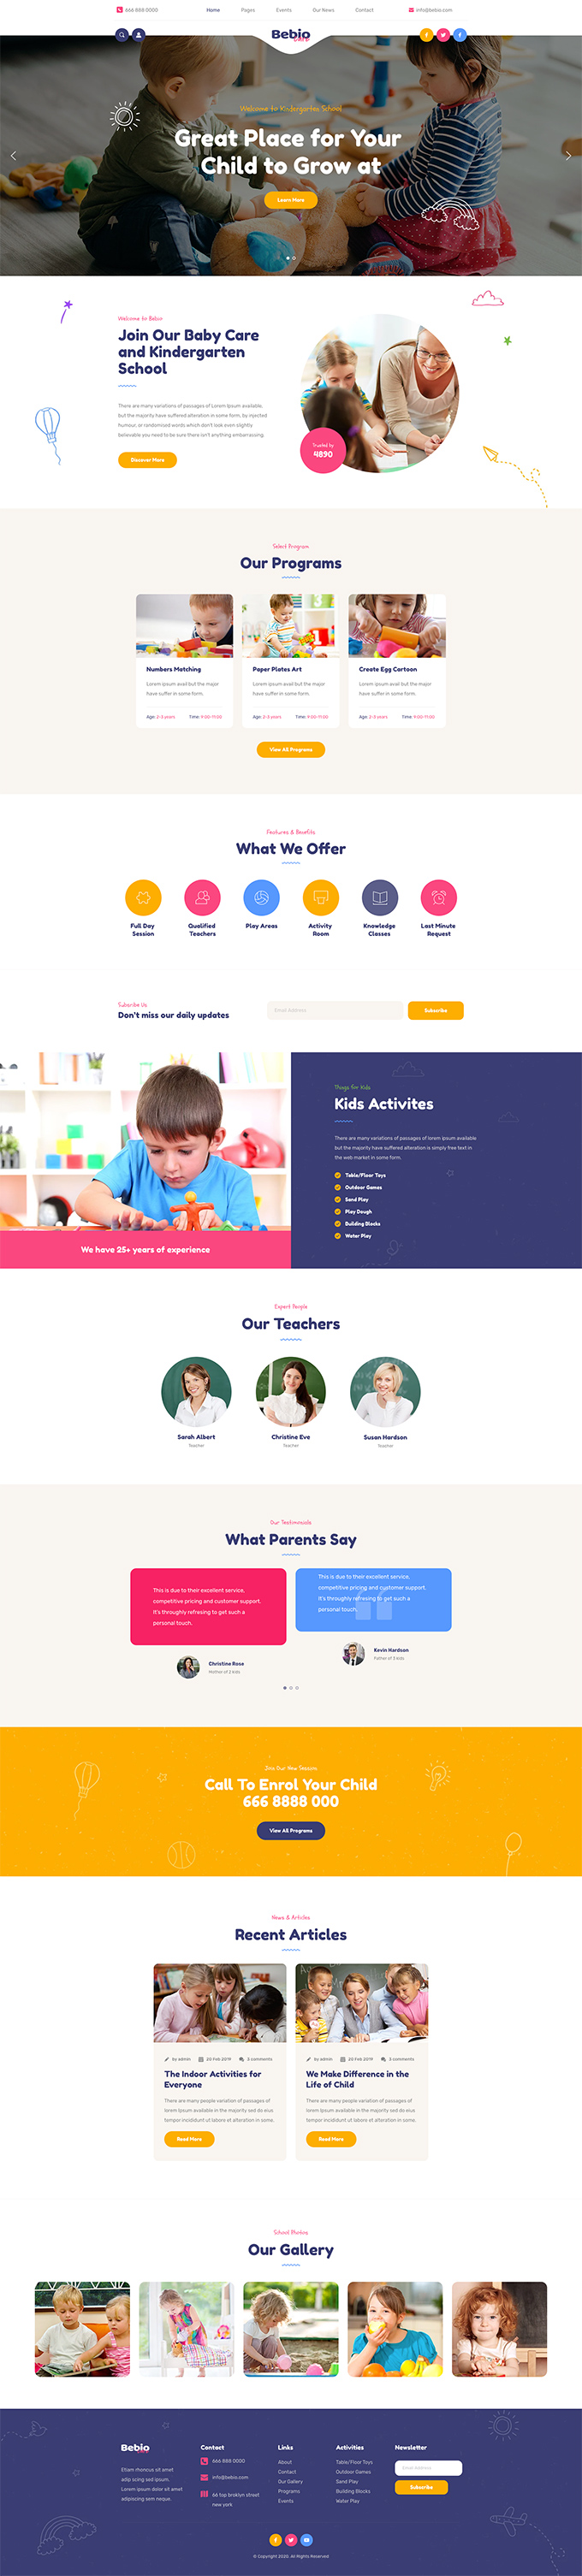 666 888 0000
Home
Pages
Events
Our News
Contact
info@bebio.com
Bebio
care
Welcome to Kindergarten School
Great Place for Your
Child to Grow at
Learn More
Welcome to Bebio
Join Our Baby Care
and Kindergarten
School
There are many variations of passages of Lorem Ipsum available,
but the majority have suffered alteration in some form, by injected
humour, or randomised words which don't look even slightly
believable you need to be sure there isn't anything embarrassing.
Discover More
Trusted by
4890
Select Program
Our Programs
Numbers Matching
Lorem ipsum avail but the major
have suffer in some form.
Age: 2-3 years
Time: 9:00-11:00
Paper Plates Art
Lorem ipsum avail but the major
have suffer in some form.
Age: 2-3 years
Time: 9:00-11:00
Create Egg Cartoon
Lorem ipsum avail but the major
have suffer in some form.
Age: 2-3 years
Time: 9:00-11:00
View All Programs
Features & Benefits
What We Offer
Full Day
Session
Qualified
Teachers
Play Areas
Activity
Room
Knowledge
Classes
Last Minute
Request
Subscribe Us
Don't miss our daily updates
Email Address
Subscribe
We have 25+ years of experience
Things for Kids
Kids Activites
There are many variations of passages of lorem ipsum available
but the majority have suffered alteration is simply free text in
the web market in some form.
Table/Floor Toys
Outdoor Games
Sand Play
Play Dough
Building Blocks
Water Play
Expert People
Our Teachers
Sarah Albert
Teacher
Christine Eve
Teacher
Susan Hardson
Teacher
Our Testimonials
What Parents Say
This is due to their excellent service,
competitive pricing and customer support.
It's throughly refresing to get such a
personal touch.
Christine Rose
Mother of 2 kids
This is due to their excellent service,
competitive pricing and customer support.
It's throughly refresing to get such a
personal touch.
Kevin Hardson
Father of 3 kids
Join Our New Session
Call To Enrol Your Child
666 8888 000
View All Programs
News & Articles
Recent Articles
by admin
20 Feb 2019
3 comments
The Indoor Activities for
Everyone
There are many people variation of passages of
lorem Ipsum available in the majority sed do eius
tempor incididunt ut labore et alteration in some.
Read More
by admin
20 Feb 2019
3 comments
We Make Difference in the
Life of Child
There are many people variation of passages of
lorem Ipsum available in the majority sed do eius
tempor incididunt ut labore et alteration in some.
Read More
School Photos
Our Gallery
Bebio
care
Etiam rhoncus sit amet
adip scing sed ipsum.
Lorem ipsum dolor sit amet
adipiscing sem neque.
Contact
666 888 0000
info@bebio.com
66 top broklyn street
new york
Links
About
Contact
Our Gallery
Programs
Events
Activities
Table/Floor Toys
Outdoor Games
Sand Play
Building Blocks
Water Play
Newsletter
Email Address
Subscribe
© Copyright 2020. All Rights Reserved